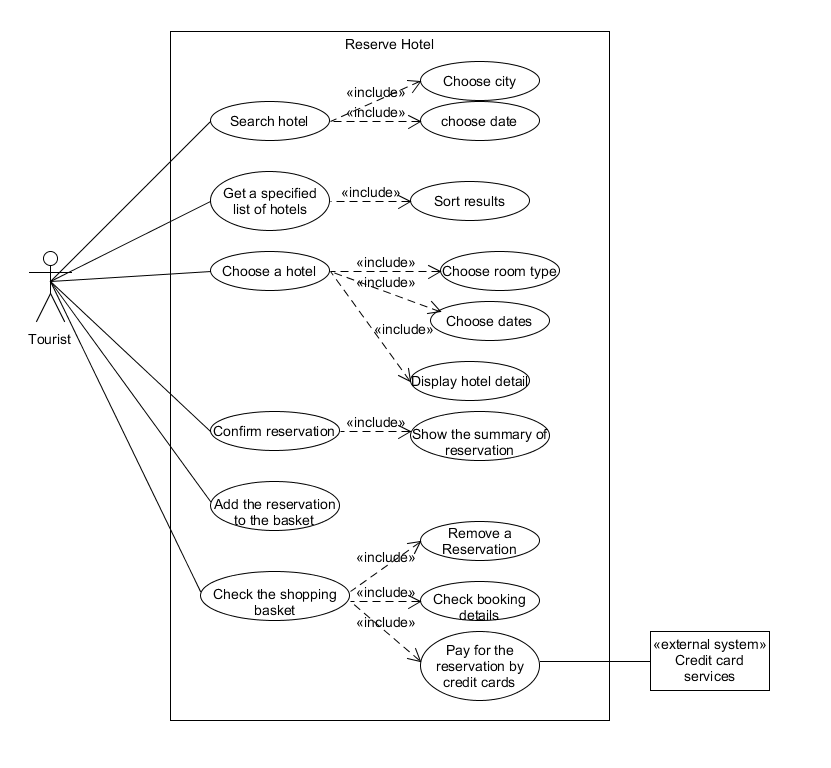 Reserve Hotel
Choose city
«include»
Search hotel
«include»
choose date
Get a specified
list of hotels
«include»
Sort results
Choose a hotel
«include»
Choose room type
«include»
Choose dates
«include»
Display hotel detail
Tourist
Confirm reservation
«include»
Show the summary of
reservation
Add the reservation
to the basket
Remove a
Reservation
«include»
Check the shopping
basket
«include»
Check booking
details
«include»
Pay for the
reservation by
credit cards
«external system»
Credit card
services